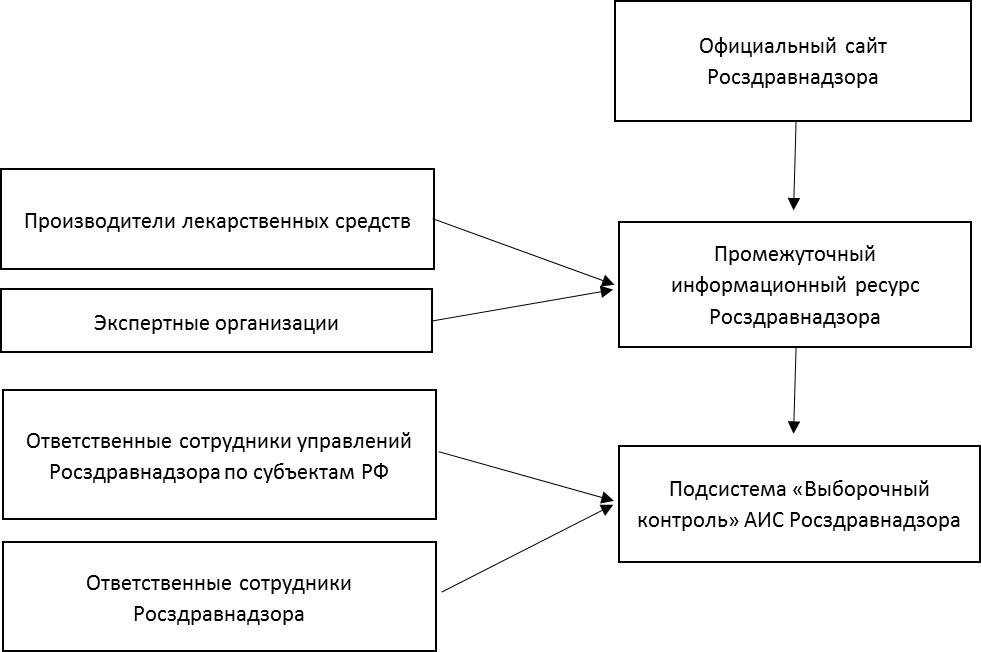 Официальный сайт
Росздравнадзора
Производители лекарственных средств
Промежуточный
информационный ресурс
Росздравнадзора
Экспертные организации
Ответственные сотрудники управлений
Росздравнадзора по субъектам РФ
Подсистема «Выборочный
контроль» АИС Росздравнадзора
Ответственные сотрудники
Росздравнадзора